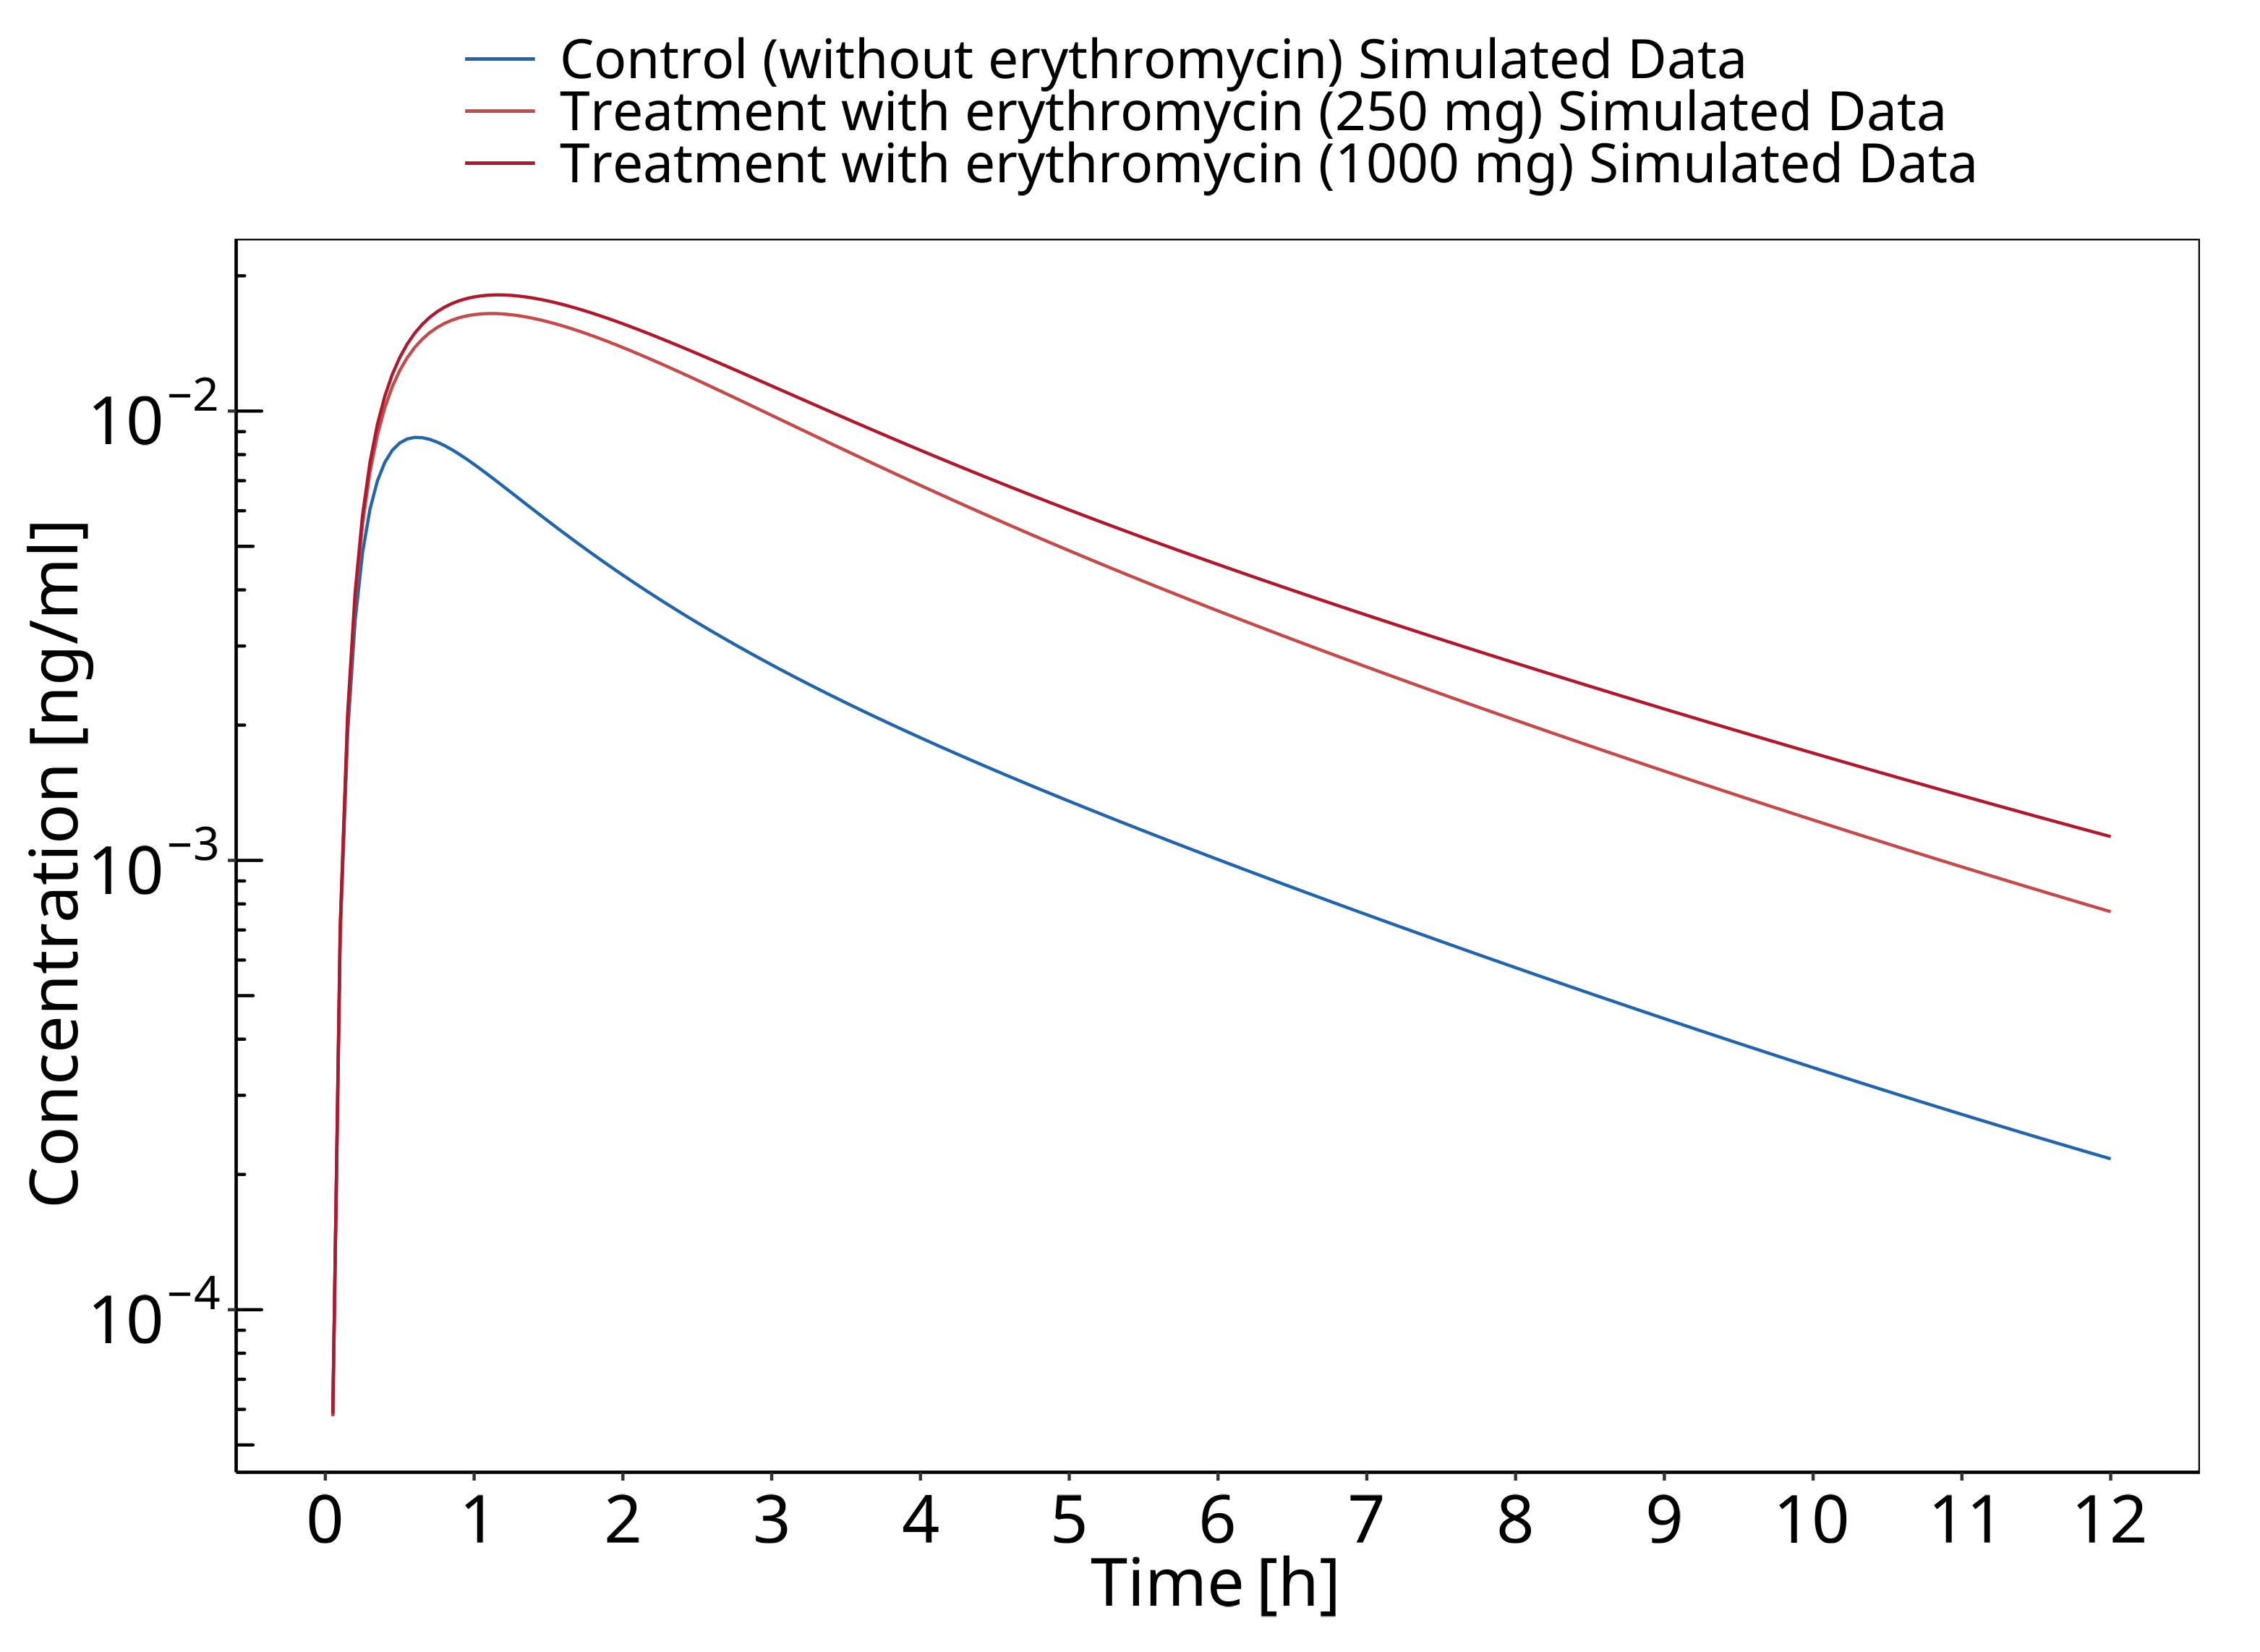 Control (without erythromycin) Simulated Data
Treatment with erythromycin (250 mg) Simulated Data
Treatment with erythromycin (1000 mg) Simulated Data
Concentration [ng/ml]
10⁻²
10⁻³
10⁻⁴
0 1 2 3 4 5 6 7 8 9 10 11 12
Time [h]